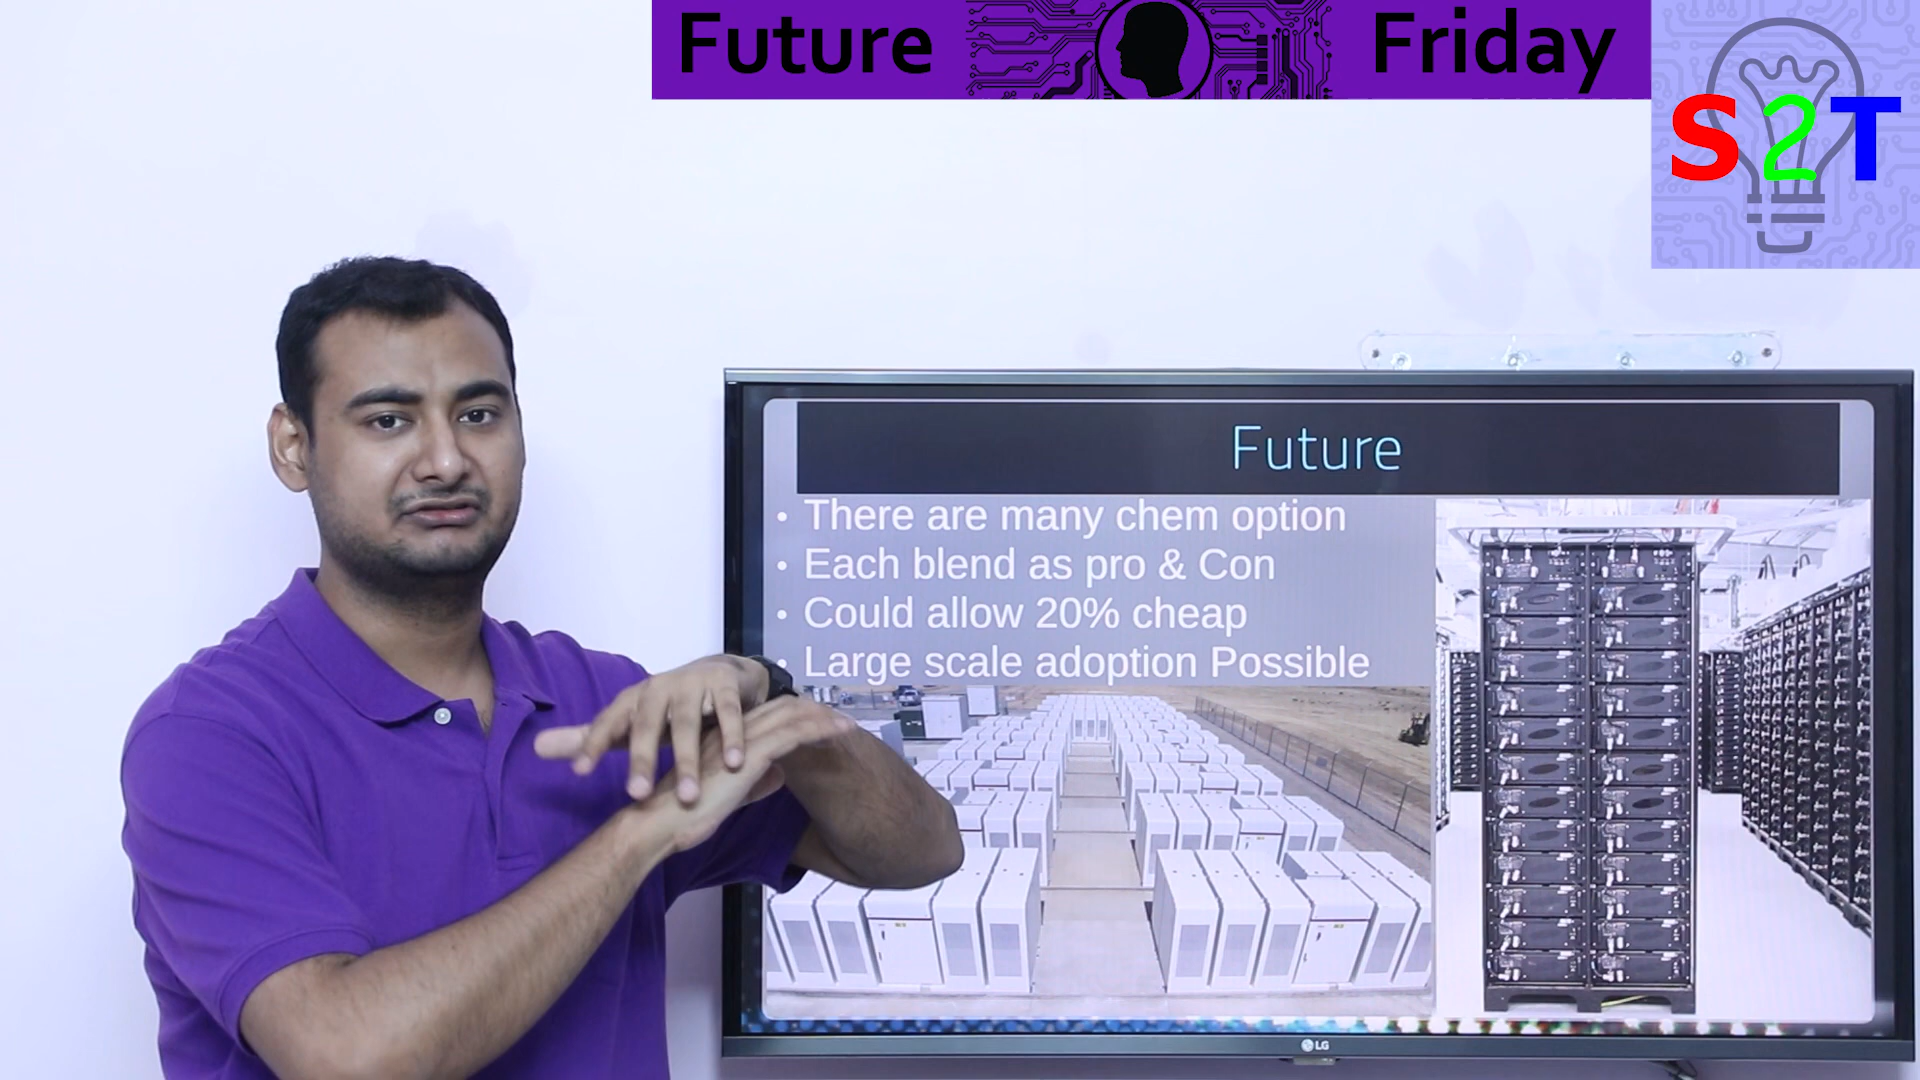 Future Friday
S2T
Future
• There are many chem option
• Each blend as pro & Con
• Could allow 20% cheap
• Large scale adoption Possible
LG